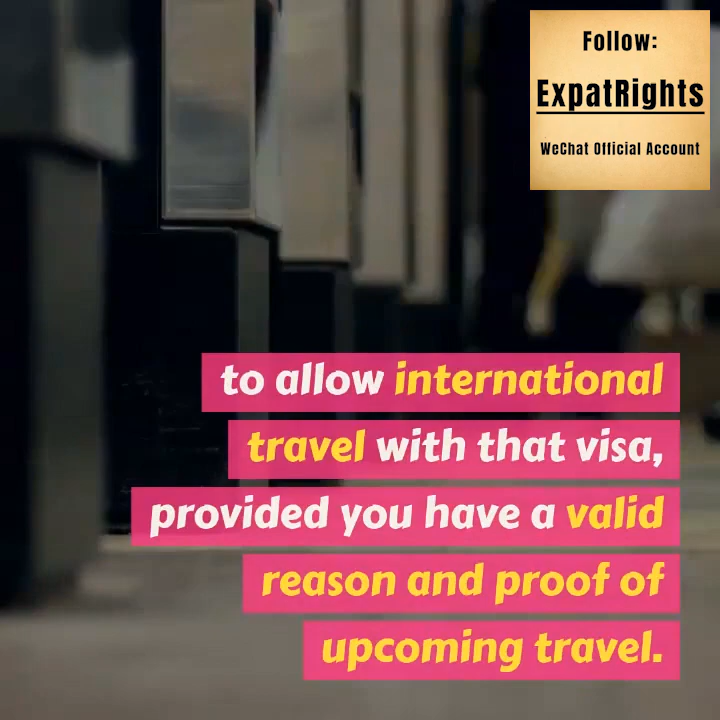 Follow:
ExpatRights
WeChat Official Account
to allow international
travel with that visa,
provided you have a valid
reason and proof of
upcoming travel.